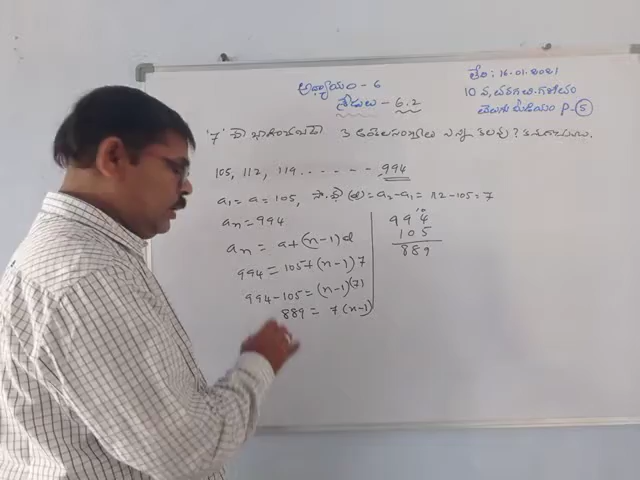 అధ్యాయం - 6
శ్రేఢులు - 6.2
తేది: 16.01.2021
10 వ తరగతి గణితం
తెలుగు మీడియం P-5
'7' చే భాగించబడే 3 అంకెల సంఖ్యలు ఎన్ని కలవు? కనుగొనుము.
105, 112, 119 . . . . . . - 994
a₁ = a = 105, సా.భే (d) = a₂ - a₁ = 112 - 105 = 7
aₙ = 994
aₙ = a + (n-1) d
994 = 105 + (n-1) 7
994 - 105 = (n-1) (7)
889 = 7 (n-1)
994
105
889